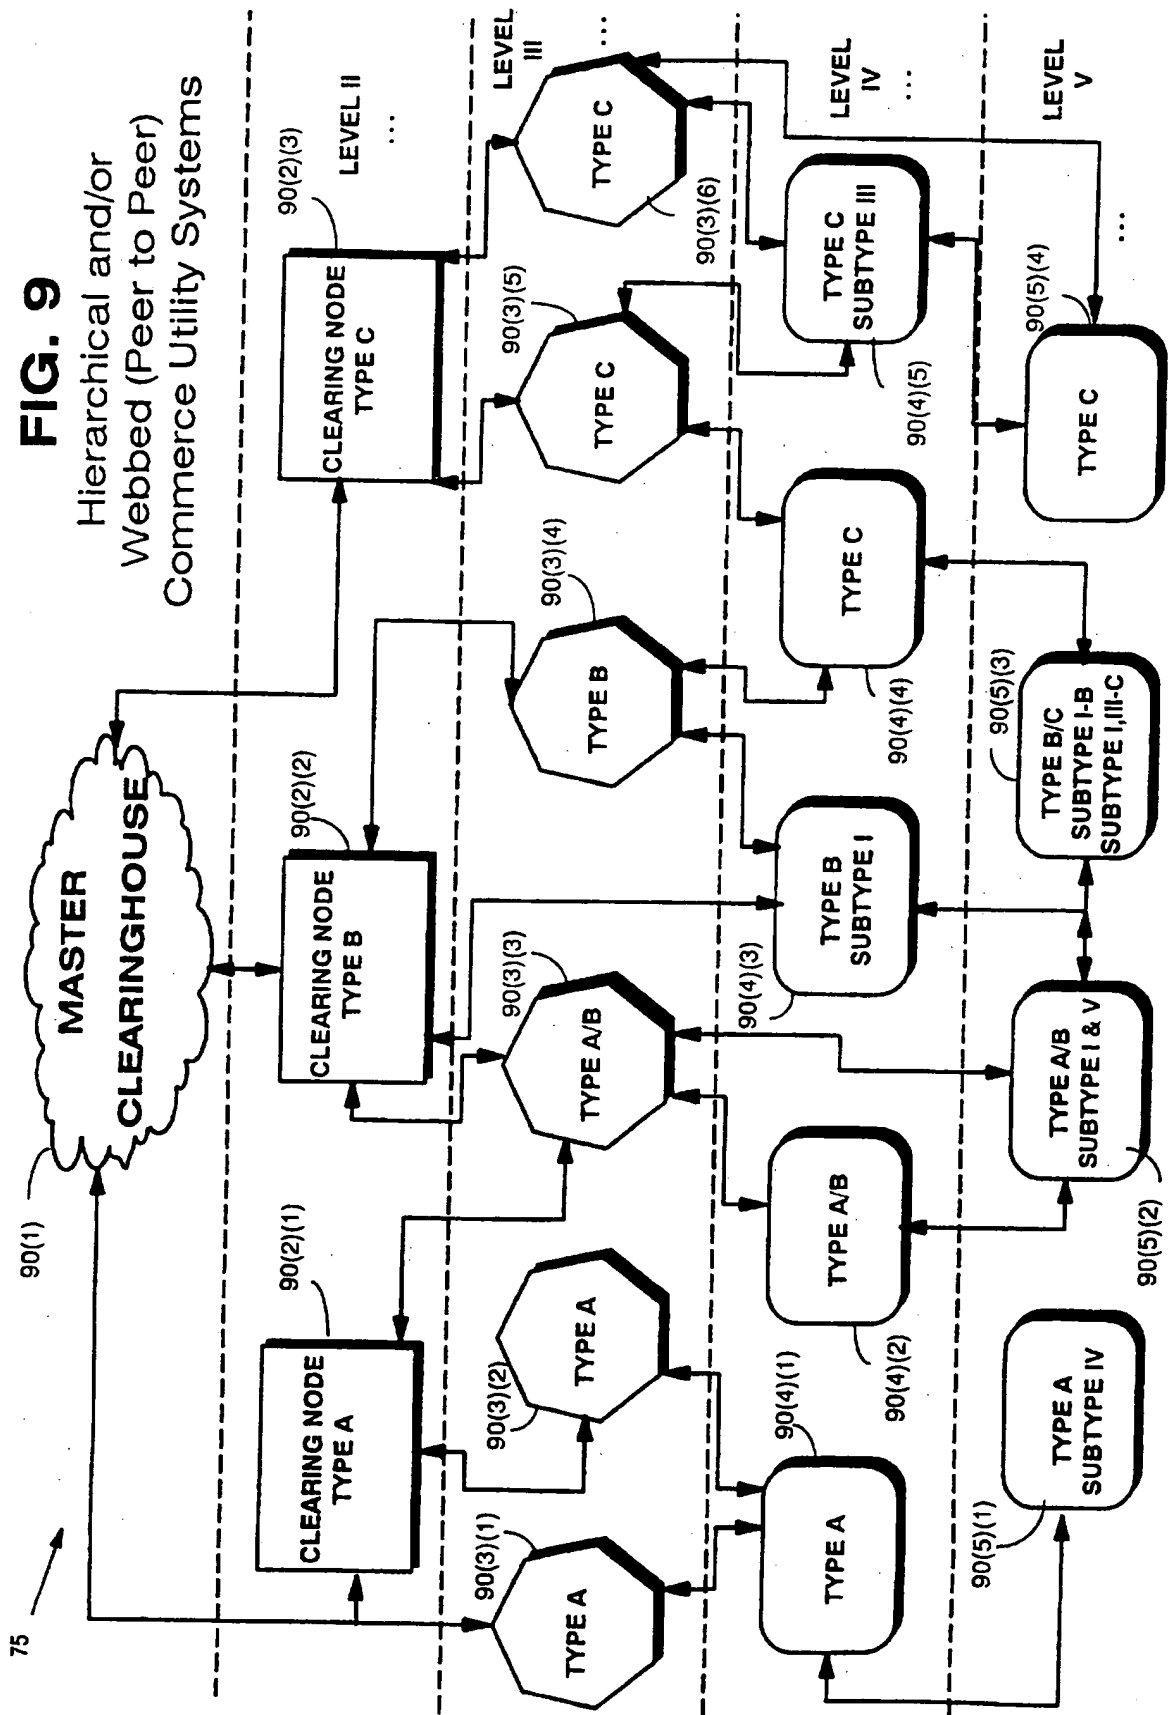 FIG. 9
Hierarchical and/or
Webbed (Peer to Peer)
Commerce Utility Systems
75
90(1)
MASTER
CLEARINGHOUSE
90(2)(1)
CLEARING NODE
TYPE A
90(2)(2)
CLEARING NODE
TYPE B
90(2)(3)
CLEARING NODE
TYPE C
LEVEL II
...
90(3)(1)
TYPE A
90(3)(2)
TYPE A
90(3)(3)
TYPE A/B
90(3)(4)
TYPE B
90(3)(5)
TYPE C
90(3)(6)
TYPE C
LEVEL
III
...
90(4)(1)
TYPE A
90(4)(2)
TYPE A/B
90(4)(3)
TYPE B
SUBTYPE I
90(4)(4)
TYPE C
90(4)(5)
TYPE C
SUBTYPE III
LEVEL
IV
...
90(5)(1)
TYPE A
SUBTYPE IV
90(5)(2)
TYPE A/B
SUBTYPE I & V
90(5)(3)
TYPE B/C
SUBTYPE I-B
SUBTYPE I,III-C
90(5)(4)
TYPE C
LEVEL
V
...